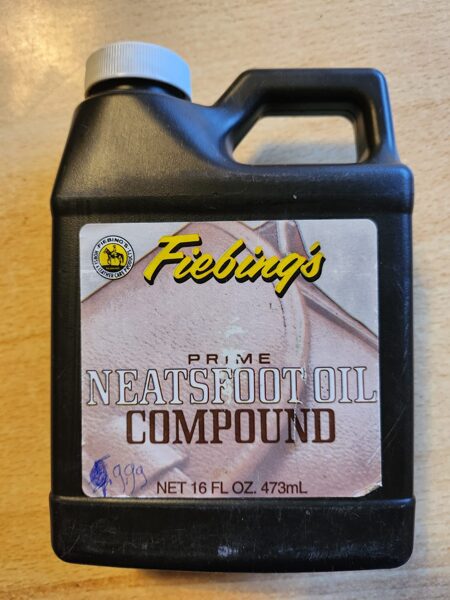 Fiebing's
PRIME
NEATSFOOT OIL
COMPOUND
NET 16 FL OZ. 473mL